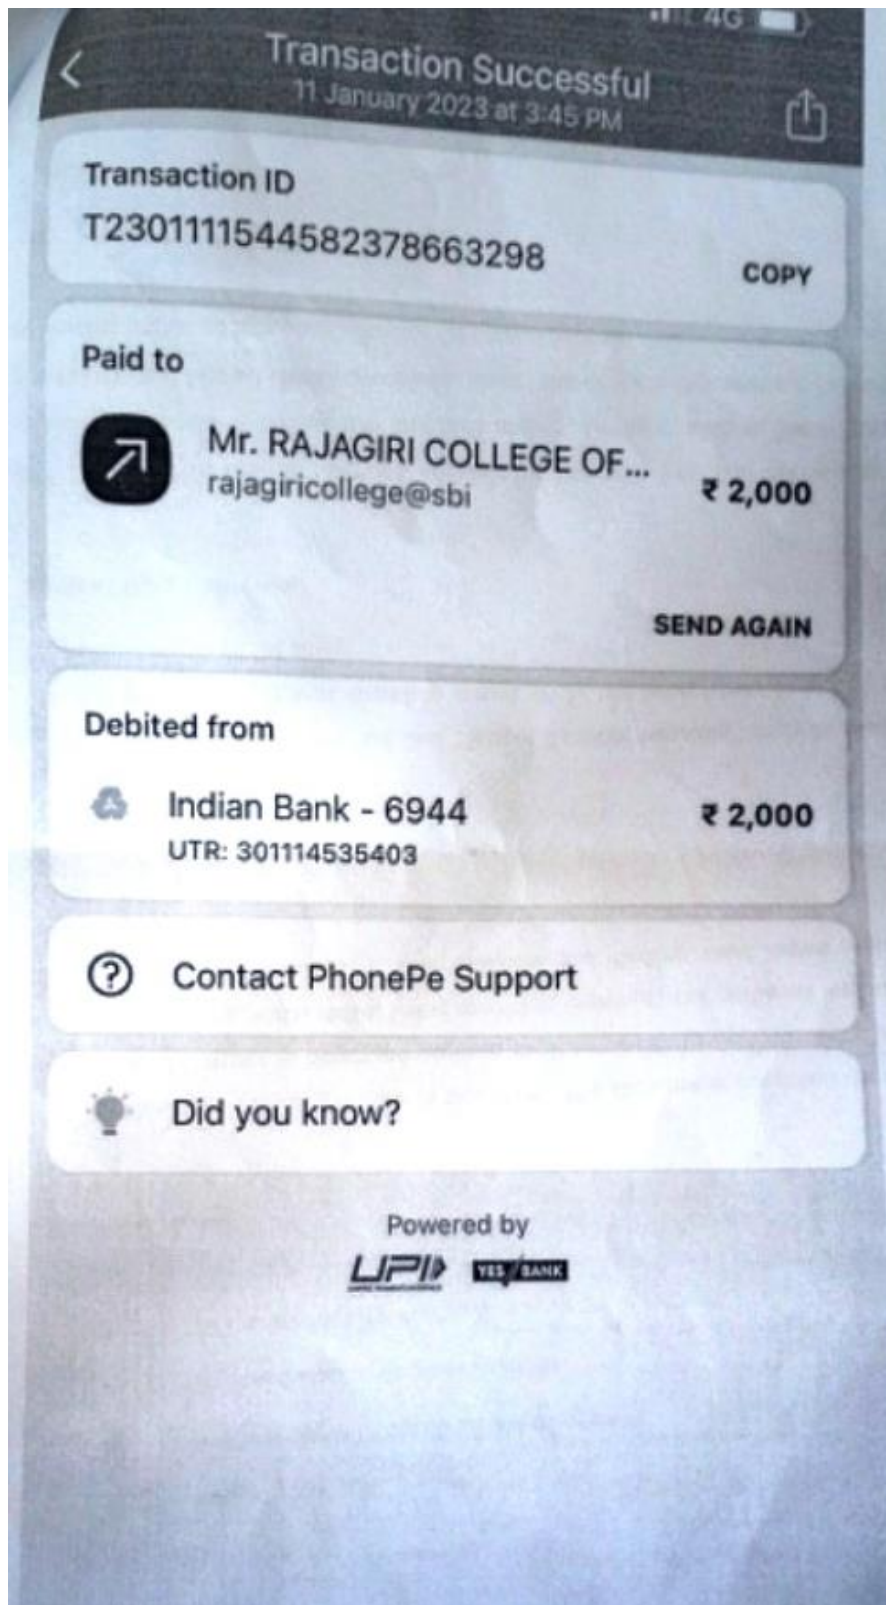 4G
Transaction Successful
11 January 2023 at 3:45 PM
Transaction ID
T2301111544582378663298
COPY
Paid to
Mr. RAJAGIRI COLLEGE OF...
rajagiricollege@sbi
₹ 2,000
SEND AGAIN
Debited from
Indian Bank - 6944
₹ 2,000
UTR: 301114535403
Contact PhonePe Support
Did you know?
Powered by
UPI YES BANK